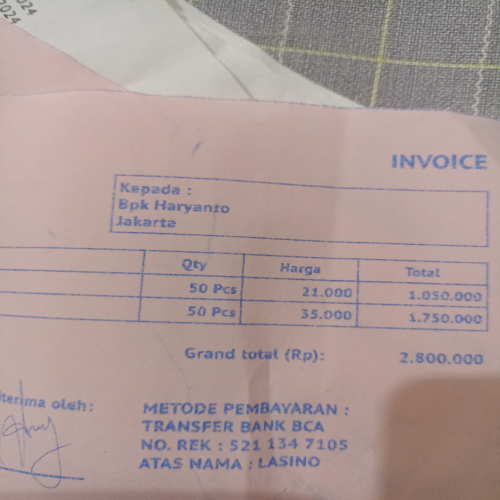 2024
2024
INVOICE
Kepada :
Bpk Haryanto
Jakarta
Qty Harga Total
50 Pcs 21.000 1.050.000
50 Pcs 35.000 1.750.000
Grand total (Rp): 2.800.000
iterima oleh:
METODE PEMBAYARAN :
TRANSFER BANK BCA
NO. REK : 521 134 7105
ATAS NAMA : LASINO